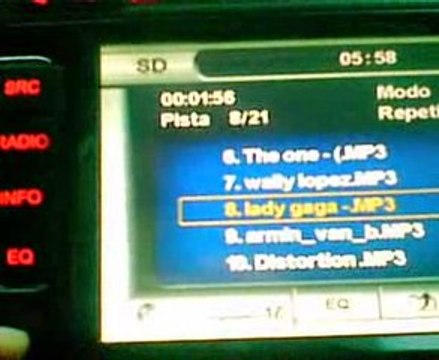 SRC
RADIO
INFO
EQ
SD 05:58
00:01:56 Modo
Pista 8/21 Repeti
6. The one - (.MP3
7. wally lopez.MP3
8. lady gaga -.MP3
9. armin_van_b.MP3
10. Distortion .MP3
EQ